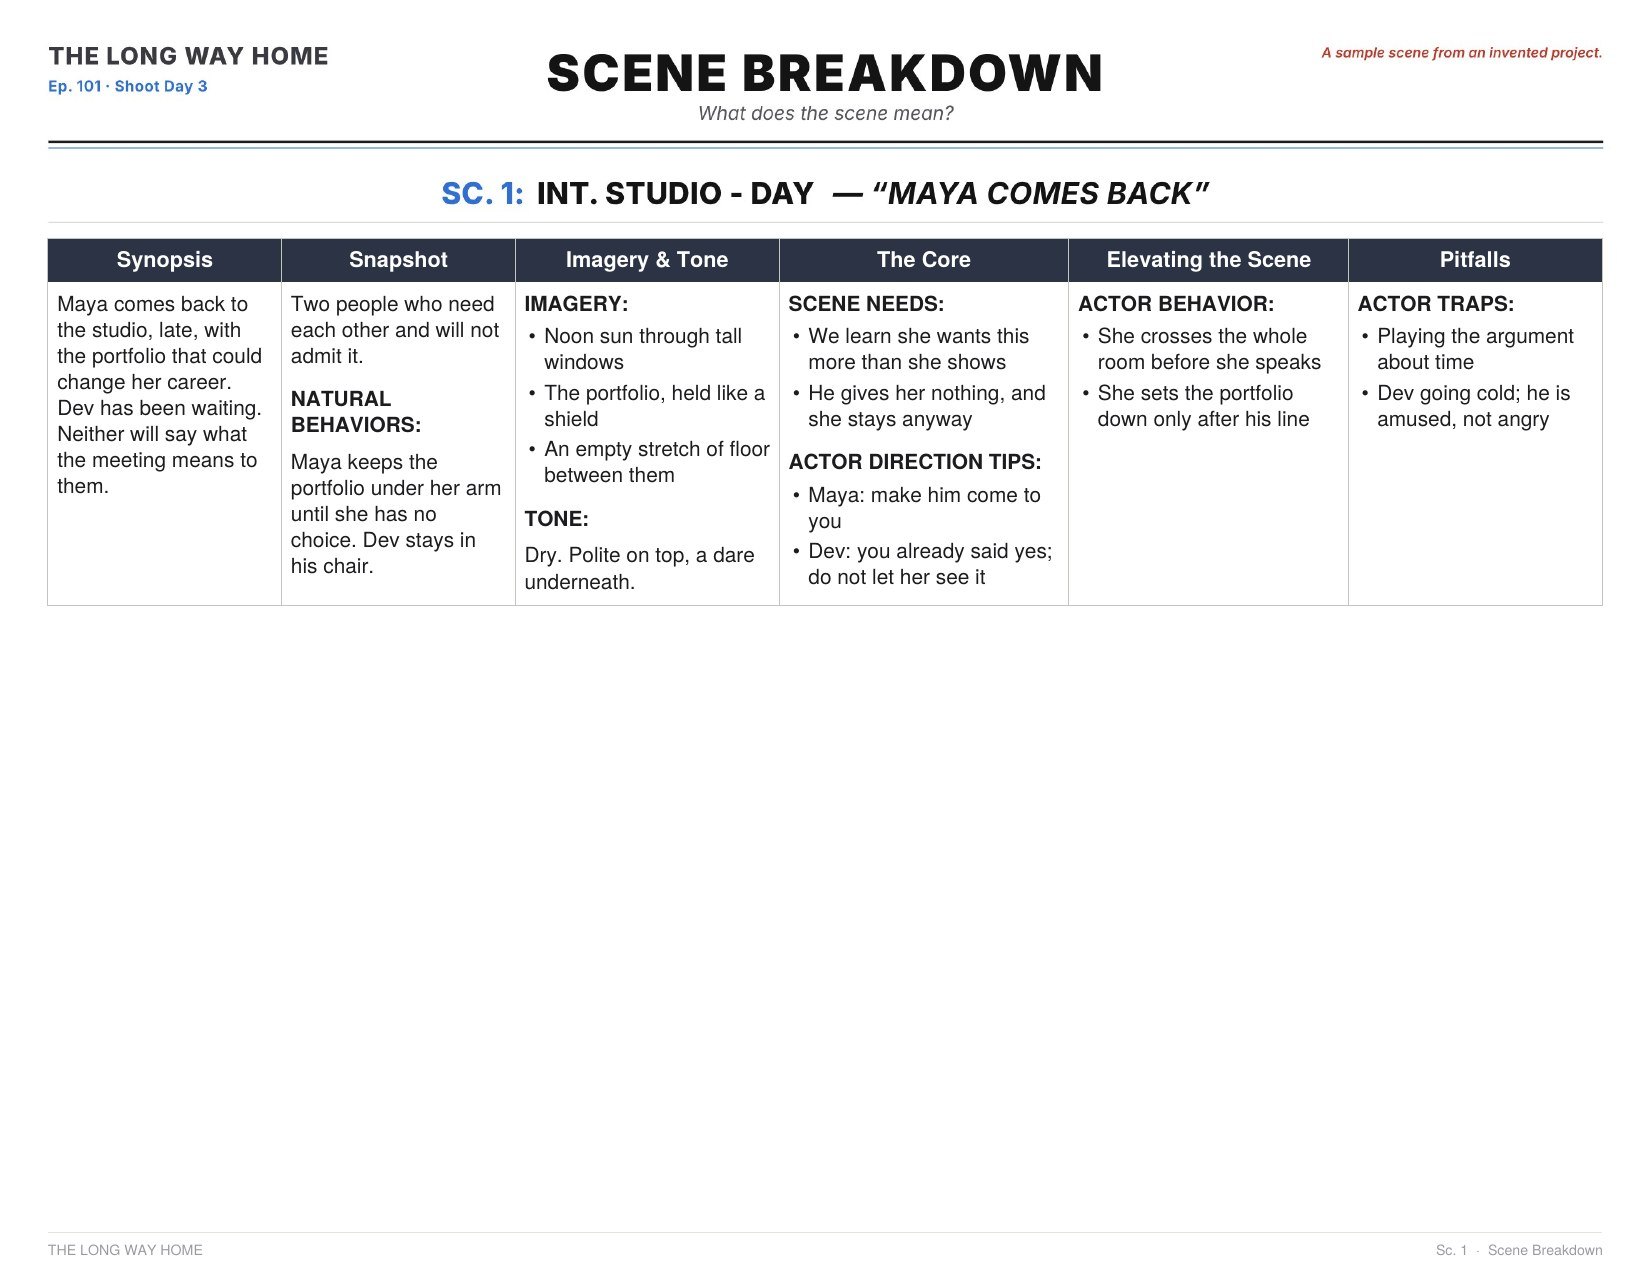 THE LONG WAY HOME
Ep. 101 · Shoot Day 3
SCENE BREAKDOWN
What does the scene mean?
A sample scene from an invented project.
SC. 1: INT. STUDIO - DAY — “MAYA COMES BACK”
Synopsis
Maya comes back to
the studio, late, with
the portfolio that could
change her career.
Dev has been waiting.
Neither will say what
the meeting means to
them.
Snapshot
Two people who need
each other and will not
admit it.
NATURAL
BEHAVIORS:
Maya keeps the
portfolio under her arm
until she has no
choice. Dev stays in
his chair.
Imagery & Tone
IMAGERY:
• Noon sun through tall
windows
• The portfolio, held like a
shield
• An empty stretch of floor
between them
TONE:
Dry. Polite on top, a dare
underneath.
The Core
SCENE NEEDS:
• We learn she wants this
more than she shows
• He gives her nothing, and
she stays anyway
ACTOR DIRECTION TIPS:
• Maya: make him come to
you
• Dev: you already said yes;
do not let her see it
Elevating the Scene
ACTOR BEHAVIOR:
• She crosses the whole
room before she speaks
• She sets the portfolio
down only after his line
Pitfalls
ACTOR TRAPS:
• Playing the argument
about time
• Dev going cold; he is
amused, not angry
THE LONG WAY HOME
Sc. 1 · Scene Breakdown